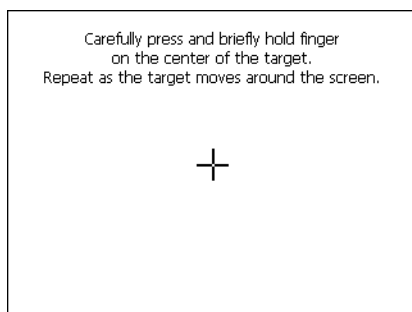 Carefully press and briefly hold finger
on the center of the target.
Repeat as the target moves around the screen.